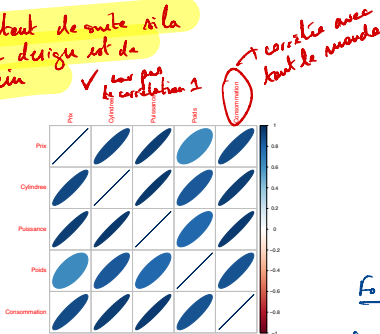 tout de suite si la
design est de
ein
✓ car pas
de corrélation 1
→ corrélée avec
tout le monde
Prix
Cylindree
Puissance
Poids
Consommation
Prix
Cylindree
Puissance
Poids
Consommation
1
0.8
0.6
0.4
0.2
0
-0.2
-0.4
-0.6
-0.8
-1
Fo